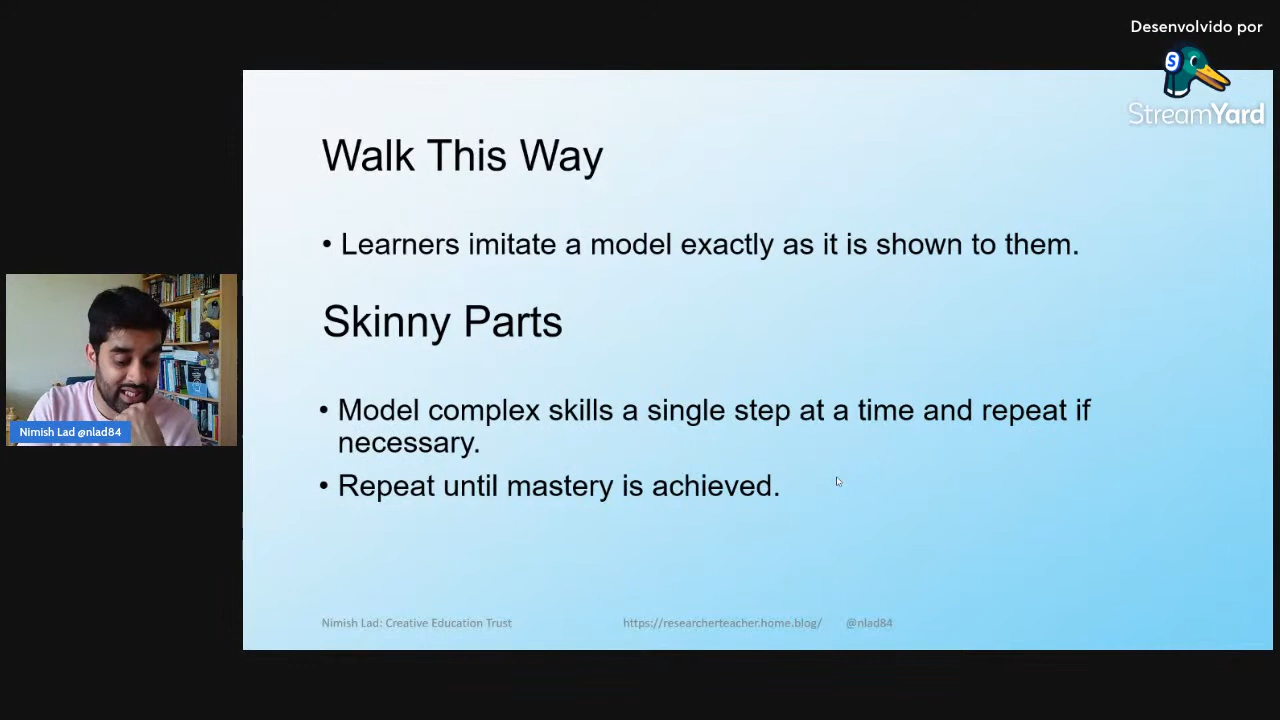 Desenvolvido por
StreamYard
Walk This Way
• Learners imitate a model exactly as it is shown to them.
Skinny Parts
• Model complex skills a single step at a time and repeat if
necessary.
• Repeat until mastery is achieved.
Nimish Lad @nlad84
Nimish Lad: Creative Education Trust https://researcherteacher.home.blog/ @nlad84